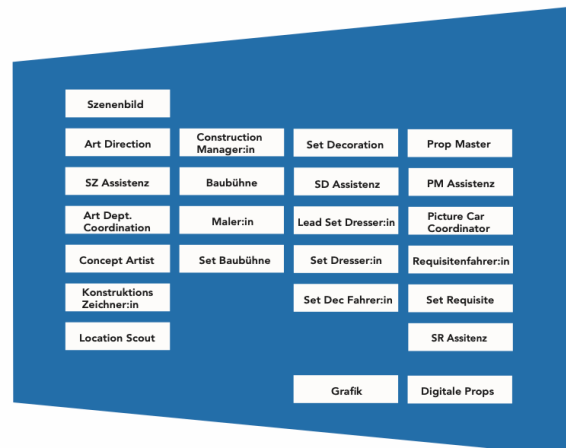 Szenenbild
Art Direction
Construction
Manager:in
Set Decoration
Prop Master
SZ Assistenz
Baubühne
SD Assistenz
PM Assistenz
Art Dept.
Coordination
Maler:in
Lead Set Dresser:in
Picture Car
Coordinator
Concept Artist
Set Baubühne
Set Dresser:in
Requisitenfahrer:in
Konstruktions
Zeichner:in
Set Dec Fahrer:in
Set Requisite
Location Scout
SR Assitenz
Grafik
Digitale Props